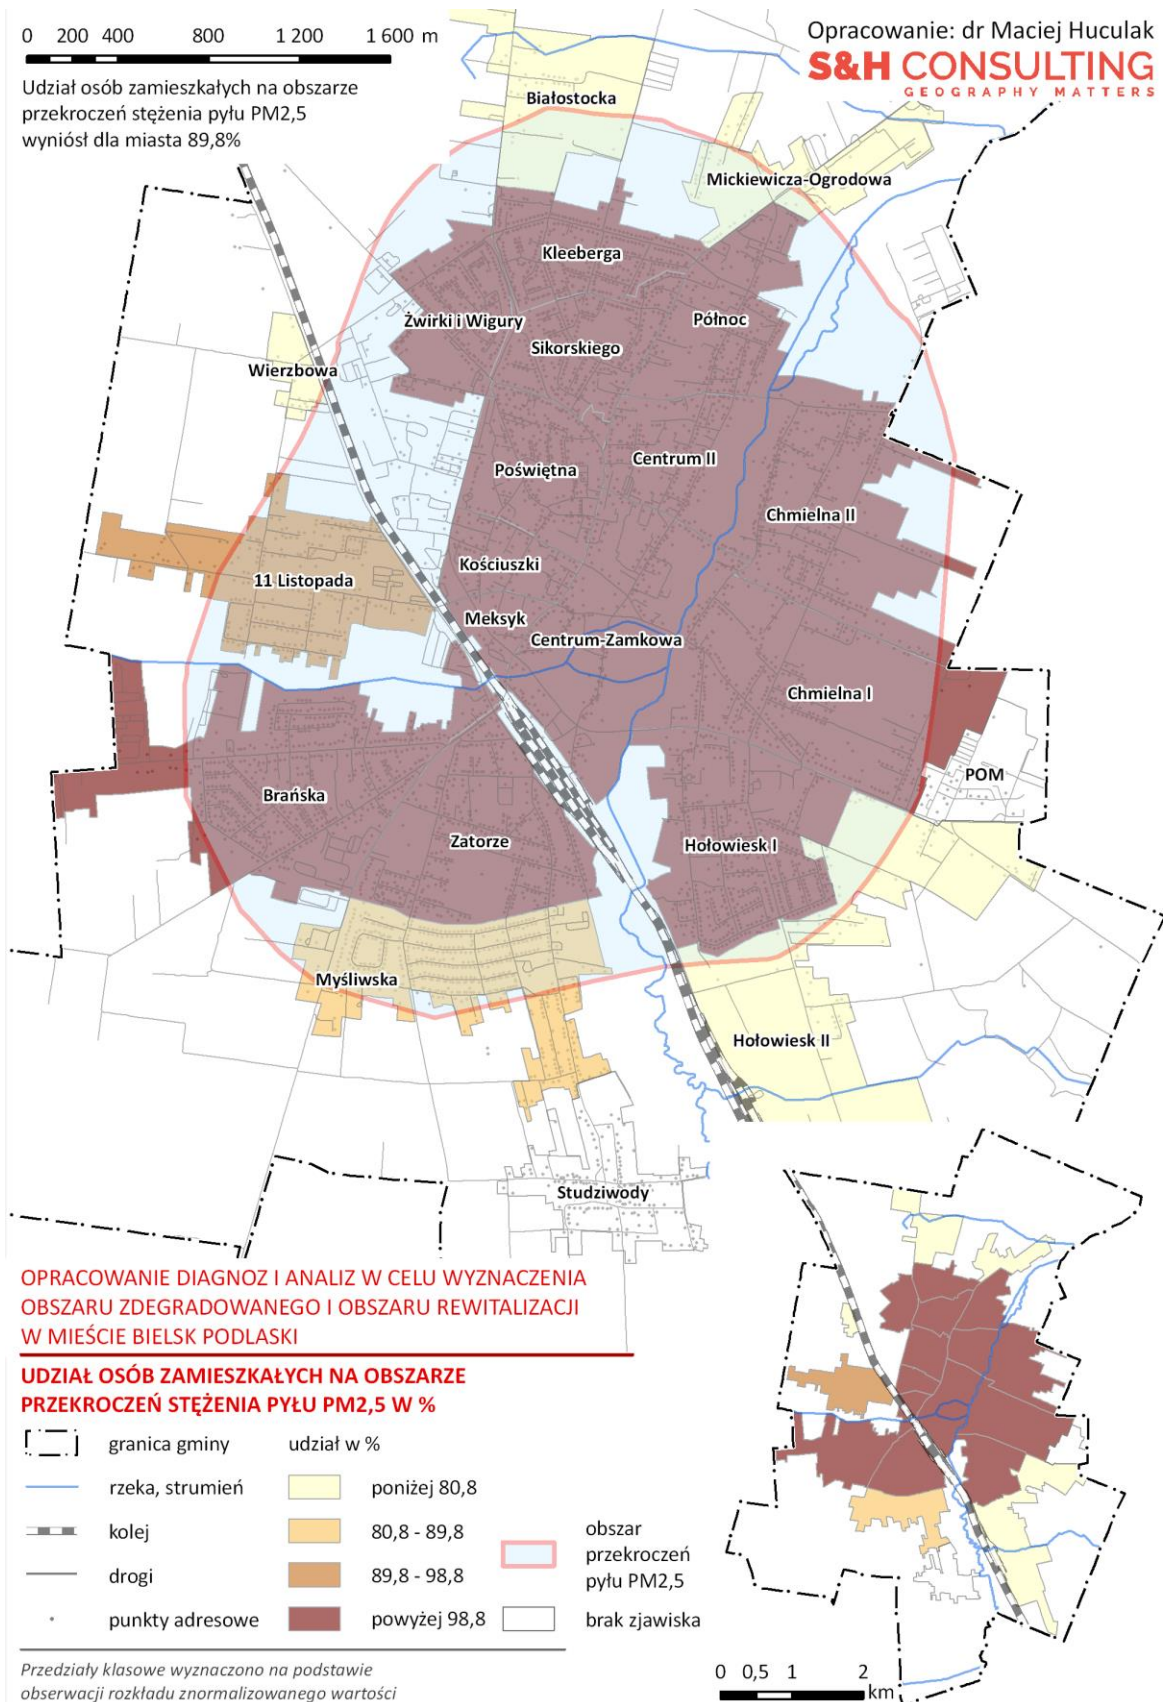 0 200 400 800 1 200 1 600 m
Udział osób zamieszkałych na obszarze
przekroczeń stężenia pyłu PM2,5
wyniósł dla miasta 89,8%
Opracowanie: dr Maciej Huculak
S&H CONSULTING
GEOGRAPHY MATTERS
Białostocka
Mickiewicza-Ogrodowa
Kleeberga
Żwirki i Wigury
Północ
Sikorskiego
Wierzbowa
Centrum II
Poświętna
Chmielna II
Kościuszki
11 Listopada
Meksyk
Centrum-Zamkowa
Chmielna I
POM
Brańska
Zatorze
Hołowiesk I
Myśliwska
Hołowiesk II
Studziwody
OPRACOWANIE DIAGNOZ I ANALIZ W CELU WYZNACZENIA
OBSZARU ZDEGRADOWANEGO I OBSZARU REWITALIZACJI
W MIEŚCIE BIELSK PODLASKI
UDZIAŁ OSÓB ZAMIESZKAŁYCH NA OBSZARZE
PRZEKROCZEŃ STĘŻENIA PYŁU PM2,5 W %
granica gminy
rzeka, strumień
kolej
drogi
punkty adresowe
udział w %
poniżej 80,8
80,8 - 89,8
89,8 - 98,8
powyżej 98,8
obszar
przekroczeń
pyłu PM2,5
brak zjawiska
Przedziały klasowe wyznaczono na podstawie
obserwacji rozkładu znormalizowanego wartości
0 0,5 1 2
km